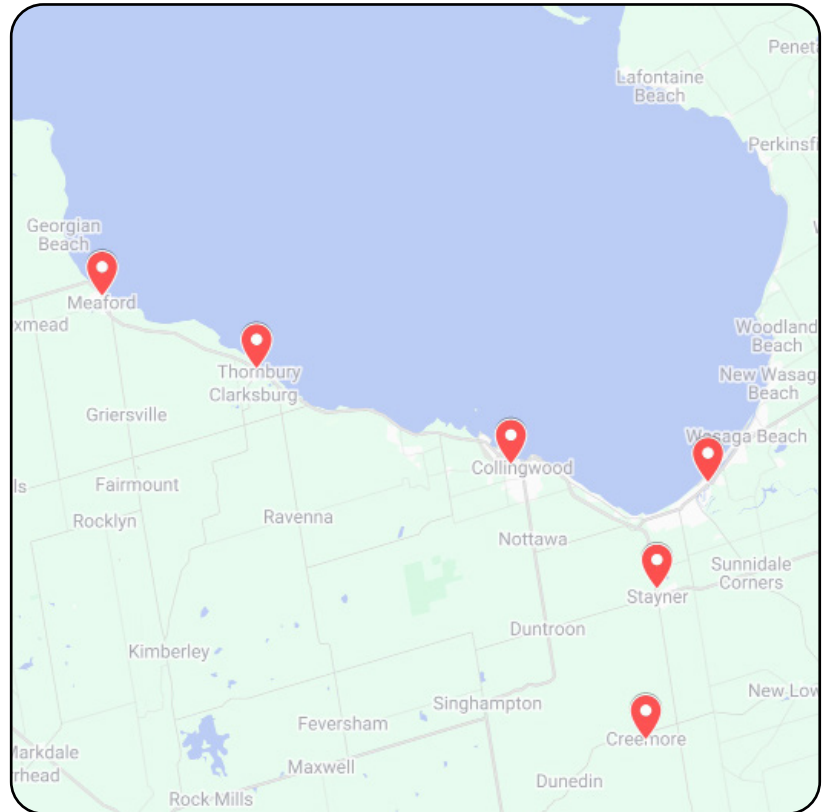 Penet
Lafontaine
Beach
Perkinsf
Georgian
Beach
Meaford
xmead
Woodland
Beach
Thornbury
Clarksburg
New Wasag
Beach
Griersville
Wasaga Beach
Collingwood
ls
Fairmount
Rocklyn
Ravenna
Nottawa
Sunnidale
Corners
Stayner
Duntroon
Kimberley
New Low
Singhampton
Feversham
Creemore
Markdale
rhead
Maxwell
Dunedin
Rock Mills